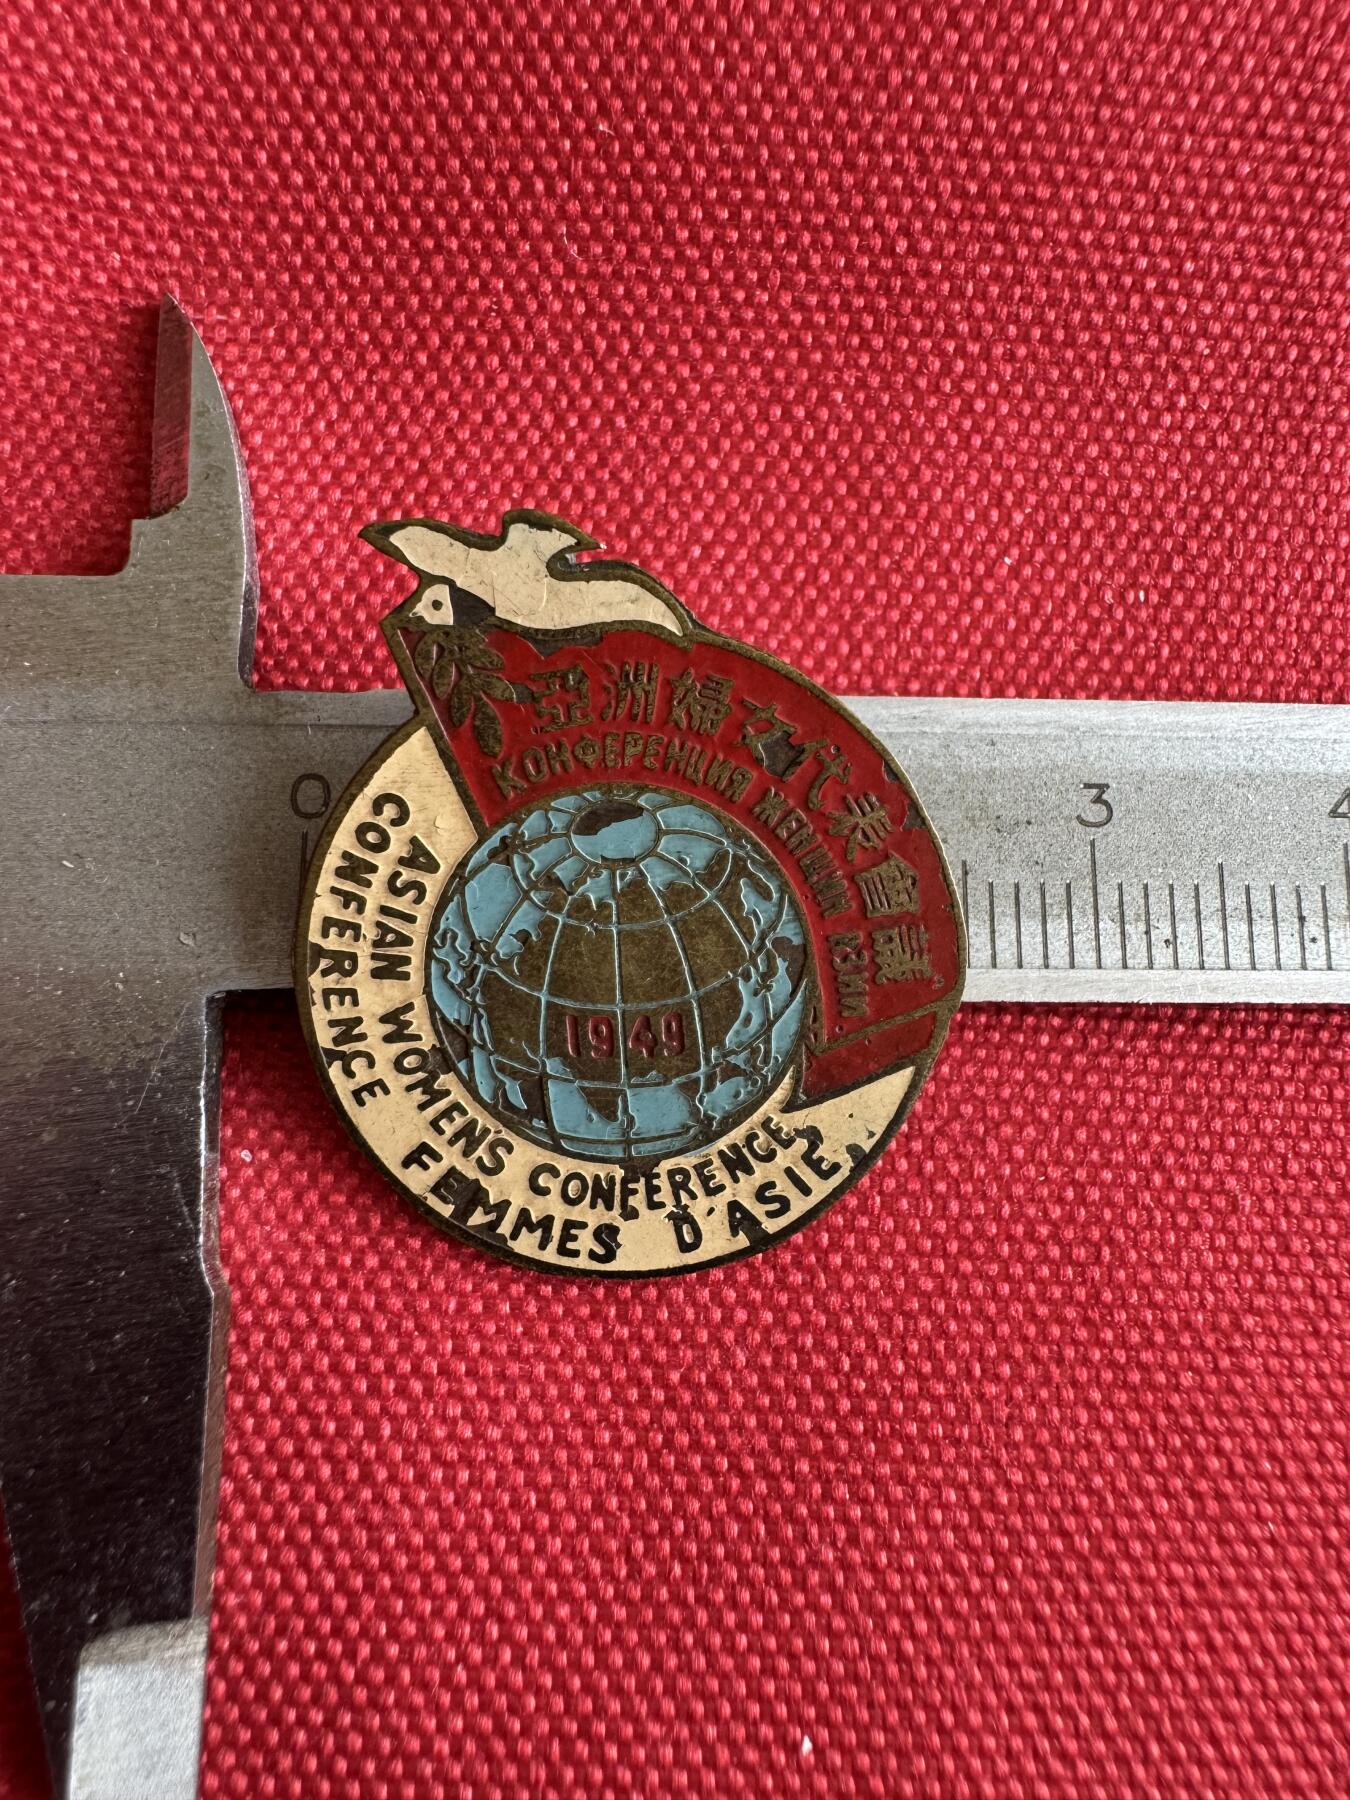 亞洲婦女代表會議
КОНФЕРЕНЦИЯ ЖЕНЩИН АЗИИ.
1949
ASIAN WOMEN'S CONFERENCE
CONFERENCE FEMMES D'ASIE.
0
3
4